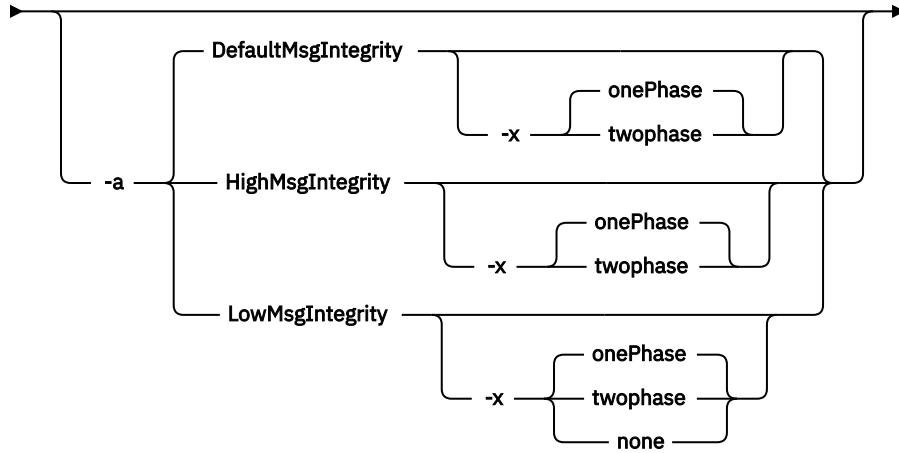 DefaultMsgIntegrity
onePhase
-x twophase
-a HighMsgIntegrity
onePhase
-x twophase
LowMsgIntegrity
onePhase
-x twophase
none